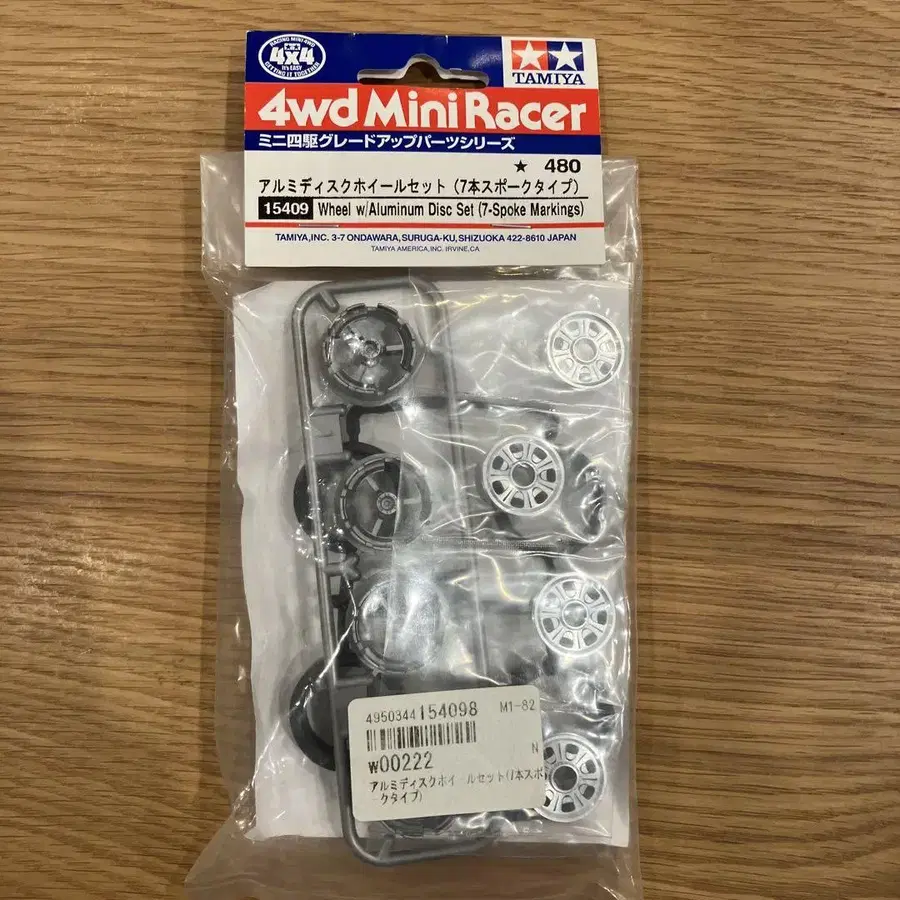 RACING MINI 4WD
4x4
It's EASY
GETTING IT TOGETHER!
TAMIYA
4wd Mini Racer
ミニ四駆グレードアップパーツシリーズ
★ 480
アルミディスクホイールセット（7本スポークタイプ）
15409 Wheel w/Aluminum Disc Set (7-Spoke Markings)
TAMIYA,INC. 3-7 ONDAWARA, SURUGA-KU, SHIZUOKA 422-8610 JAPAN
TAMIYA AMERICA,INC. IRVINE,CA
4950344154098 M1-82
₩00222 N
アルミディスクホイールセット(7本スポ
ークタイプ)